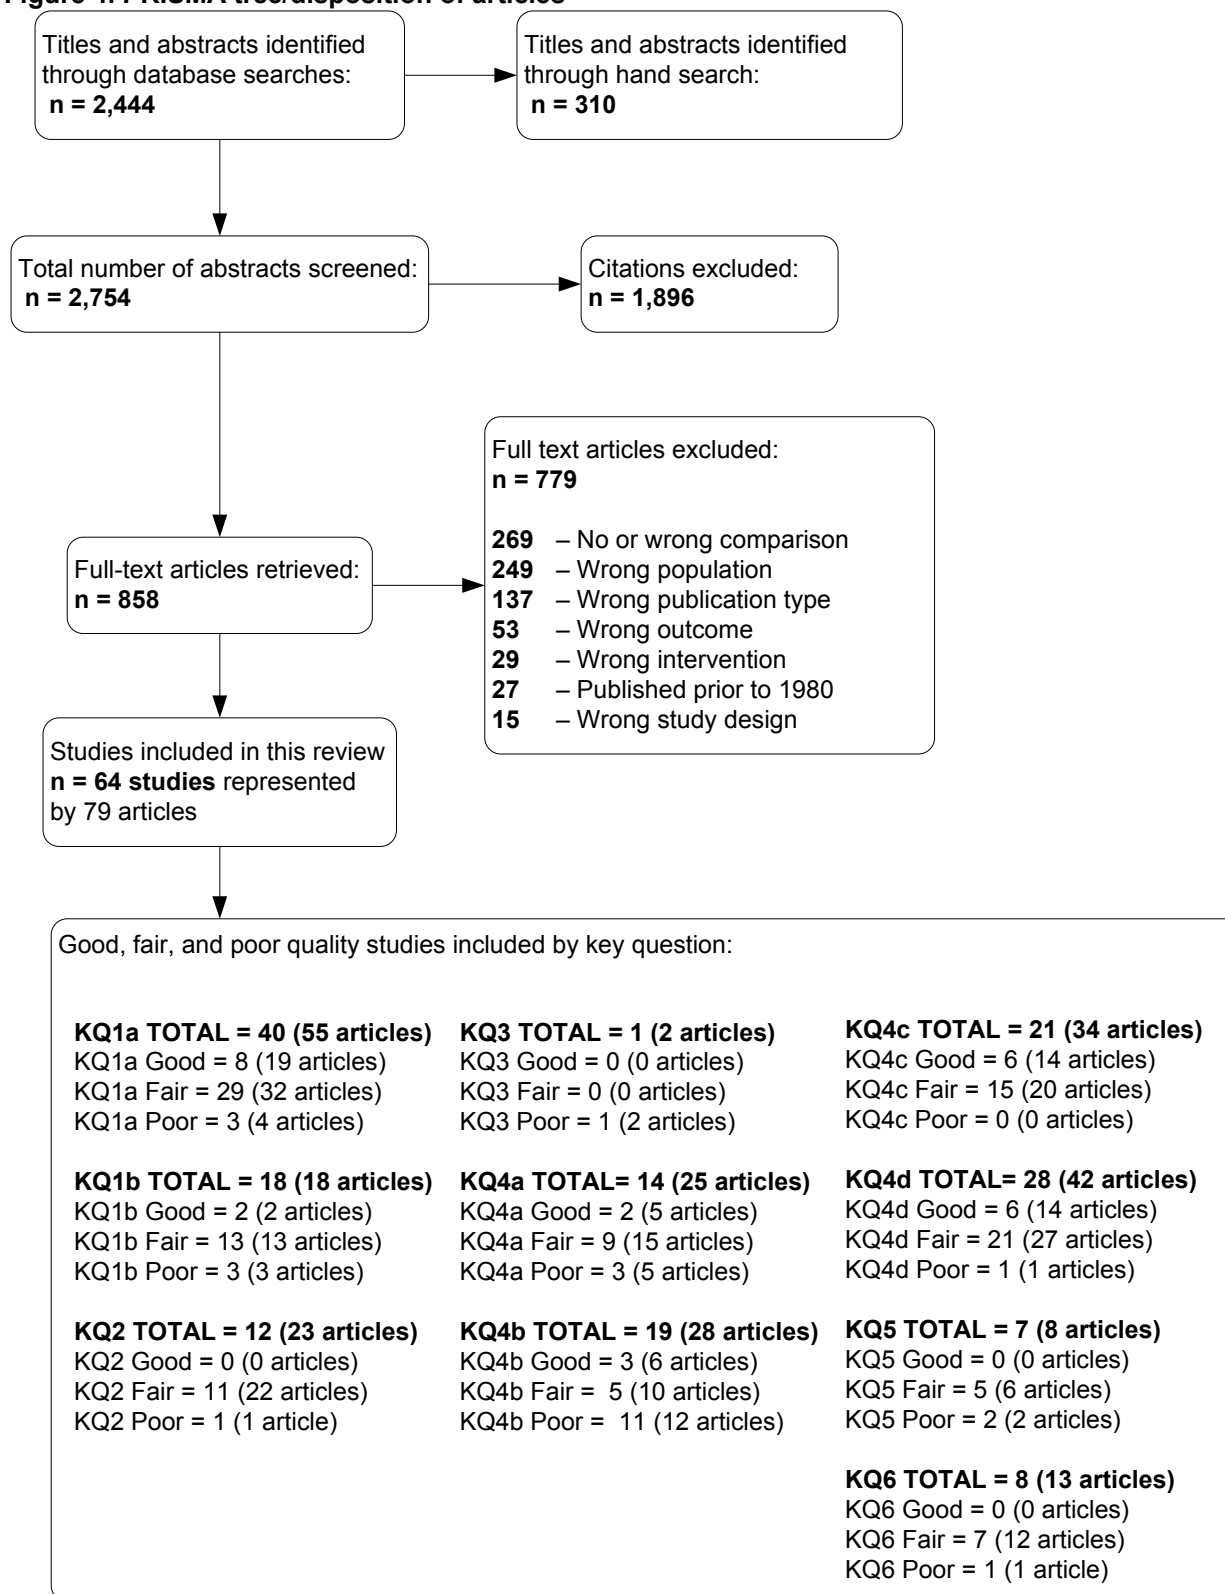 Titles and abstracts identified
through database searches:
n = 2,444
Titles and abstracts identified
through hand search:
n = 310
Total number of abstracts screened:
n = 2,754
Citations excluded:
n = 1,896
Full text articles excluded:
n = 779
269 – No or wrong comparison
249 – Wrong population
137 – Wrong publication type
53 – Wrong outcome
29 – Wrong intervention
27 – Published prior to 1980
15 – Wrong study design
Full-text articles retrieved:
n = 858
Studies included in this review
n = 64 studies represented
by 79 articles
Good, fair, and poor quality studies included by key question:
KQ1a TOTAL = 40 (55 articles)
KQ1a Good = 8 (19 articles)
KQ1a Fair = 29 (32 articles)
KQ1a Poor = 3 (4 articles)
KQ1b TOTAL = 18 (18 articles)
KQ1b Good = 2 (2 articles)
KQ1b Fair = 13 (13 articles)
KQ1b Poor = 3 (3 articles)
KQ2 TOTAL = 12 (23 articles)
KQ2 Good = 0 (0 articles)
KQ2 Fair = 11 (22 articles)
KQ2 Poor = 1 (1 article)
KQ3 TOTAL = 1 (2 articles)
KQ3 Good = 0 (0 articles)
KQ3 Fair = 0 (0 articles)
KQ3 Poor = 1 (2 articles)
KQ4a TOTAL= 14 (25 articles)
KQ4a Good = 2 (5 articles)
KQ4a Fair = 9 (15 articles)
KQ4a Poor = 3 (5 articles)
KQ4b TOTAL = 19 (28 articles)
KQ4b Good = 3 (6 articles)
KQ4b Fair = 5 (10 articles)
KQ4b Poor = 11 (12 articles)
KQ4c TOTAL = 21 (34 articles)
KQ4c Good = 6 (14 articles)
KQ4c Fair = 15 (20 articles)
KQ4c Poor = 0 (0 articles)
KQ4d TOTAL= 28 (42 articles)
KQ4d Good = 6 (14 articles)
KQ4d Fair = 21 (27 articles)
KQ4d Poor = 1 (1 articles)
KQ5 TOTAL = 7 (8 articles)
KQ5 Good = 0 (0 articles)
KQ5 Fair = 5 (6 articles)
KQ5 Poor = 2 (2 articles)
KQ6 TOTAL = 8 (13 articles)
KQ6 Good = 0 (0 articles)
KQ6 Fair = 7 (12 articles)
KQ6 Poor = 1 (1 article)